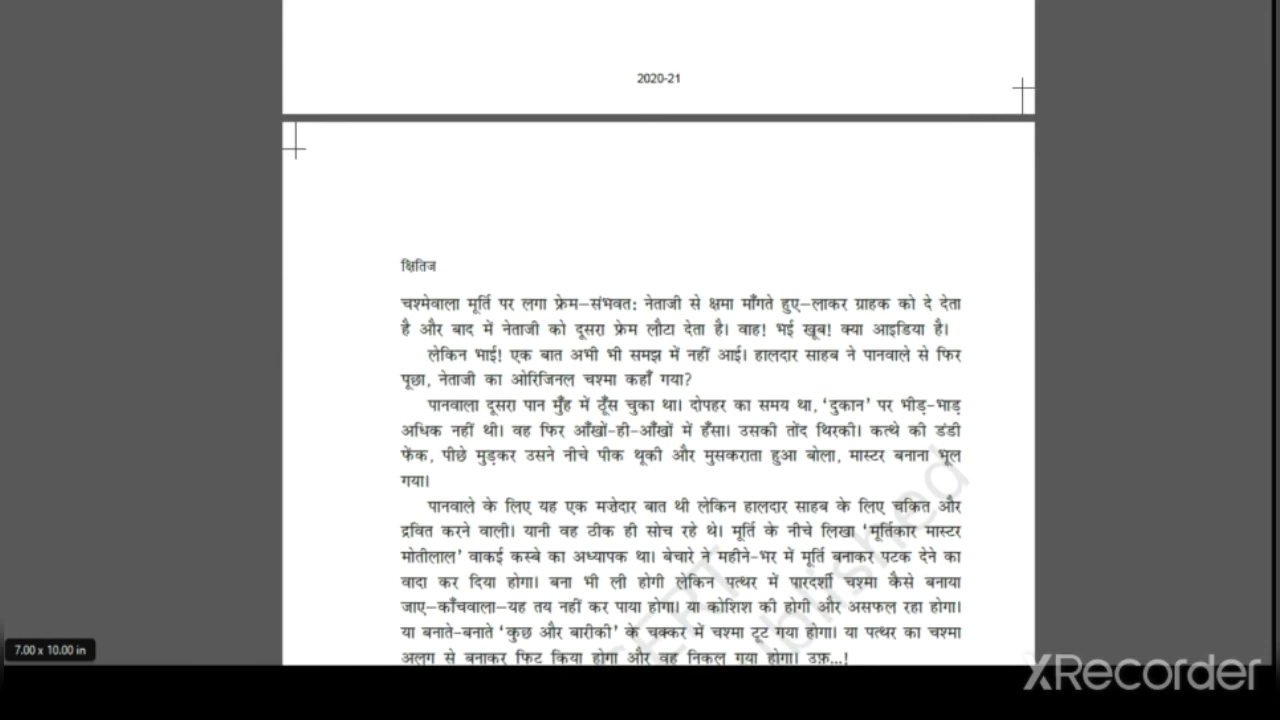 2020-21
क्षितिज
चश्मेवाला मूर्ति पर लगा फ्रेम—संभवत: नेताजी से क्षमा माँगते हुए—लाकर ग्राहक को दे देता
है और बाद में नेताजी को दूसरा फ्रेम लौटा देता है। वाह! भई खूब! क्या आइडिया है।
लेकिन भाई! एक बात अभी भी समझ में नहीं आई। हालदार साहब ने पानवाले से फिर
पूछा, नेताजी का ओरिजिनल चश्मा कहाँ गया?
पानवाला दूसरा पान मुँह में ठूँस चुका था। दोपहर का समय था, ‘दुकान’ पर भीड़-भाड़
अधिक नहीं थी। वह फिर आँखों-ही-आँखों में हँसा। उसकी तोंद थिरकी। कत्थे की डंडी
फेंक, पीछे मुड़कर उसने नीचे पीक थूकी और मुसकराता हुआ बोला, मास्टर बनाना भूल
गया।
पानवाले के लिए यह एक मज़ेदार बात थी लेकिन हालदार साहब के लिए चकित और
द्रवित करने वाली। यानी वह ठीक ही सोच रहे थे। मूर्ति के नीचे लिखा ‘मूर्तिकार मास्टर
मोतीलाल’ वाकई कस्बे का अध्यापक था। बेचारे ने महीने-भर में मूर्ति बनाकर पटक देने का
वादा कर दिया होगा। बना भी ली होगी लेकिन पत्थर में पारदर्शी चश्मा कैसे बनाया
जाए—काँचवाला—यह तय नहीं कर पाया होगा। या कोशिश की होगी और असफल रहा होगा।
या बनाते-बनाते ‘कुछ और बारीकी’ के चक्कर में चश्मा टूट गया होगा। या पत्थर का चश्मा
अलग से बनाकर फिट किया होगा और वह निकल गया होगा। उफ़...!
7.00 x 10.00 in
XRecorder